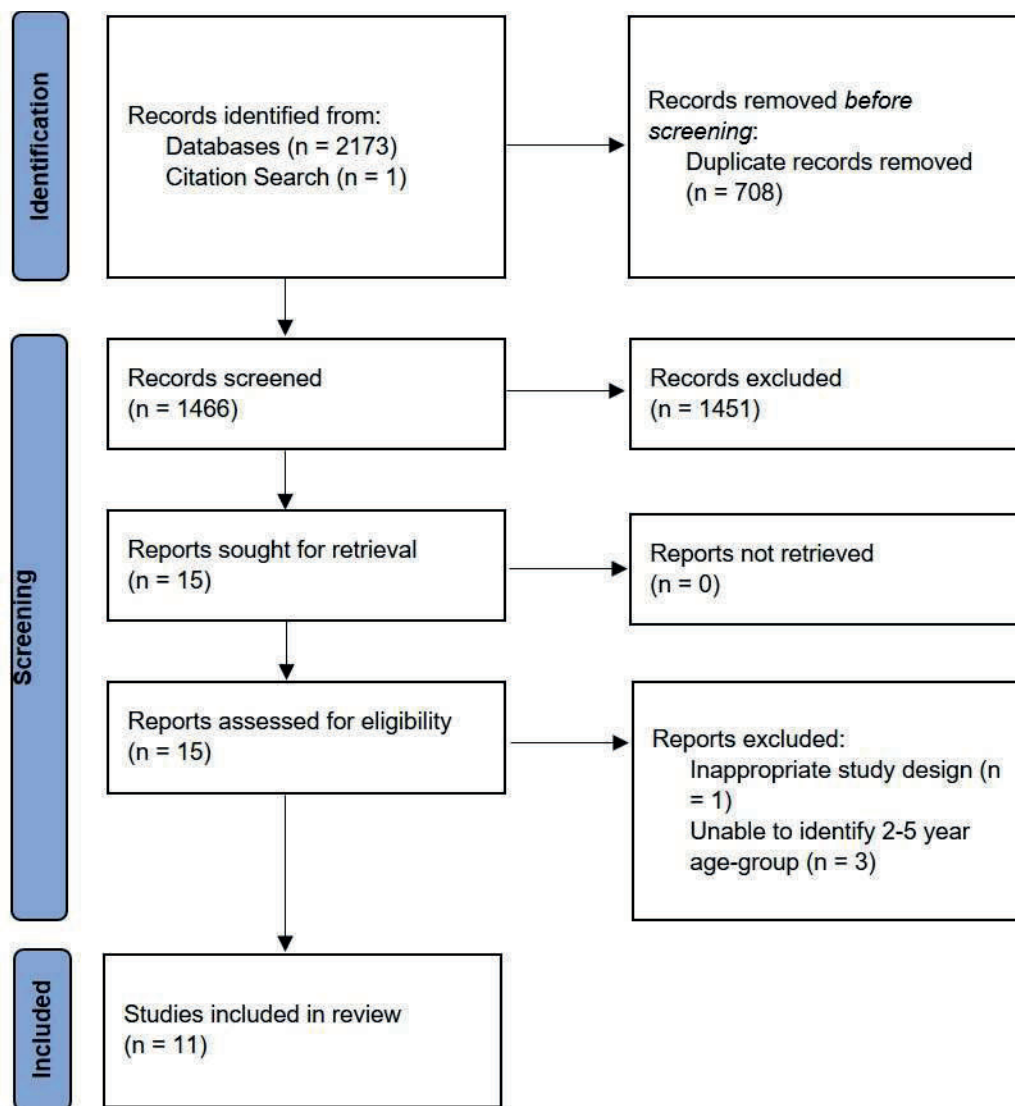 Identification
Records identified from:
Databases (n = 2173)
Citation Search (n = 1)
Records removed before
screening:
Duplicate records removed
(n = 708)
Screening
Records screened
(n = 1466)
Records excluded
(n = 1451)
Reports sought for retrieval
(n = 15)
Reports not retrieved
(n = 0)
Reports assessed for eligibility
(n = 15)
Reports excluded:
Inappropriate study design (n
= 1)
Unable to identify 2-5 year
age-group (n = 3)
Included
Studies included in review
(n = 11)